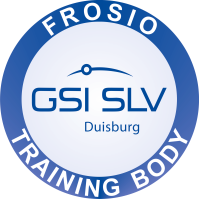 FROSIO
GSI SLV
Duisburg
TRAINING BODY